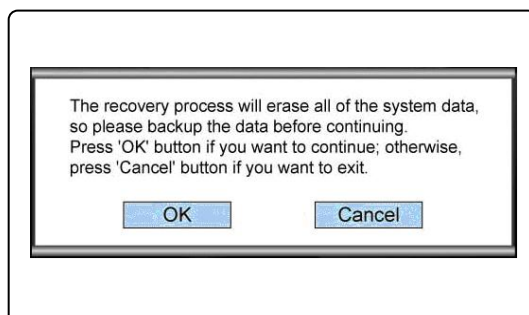 The recovery process will erase all of the system data,
so please backup the data before continuing.
Press 'OK' button if you want to continue; otherwise,
press 'Cancel' button if you want to exit.
OK
Cancel